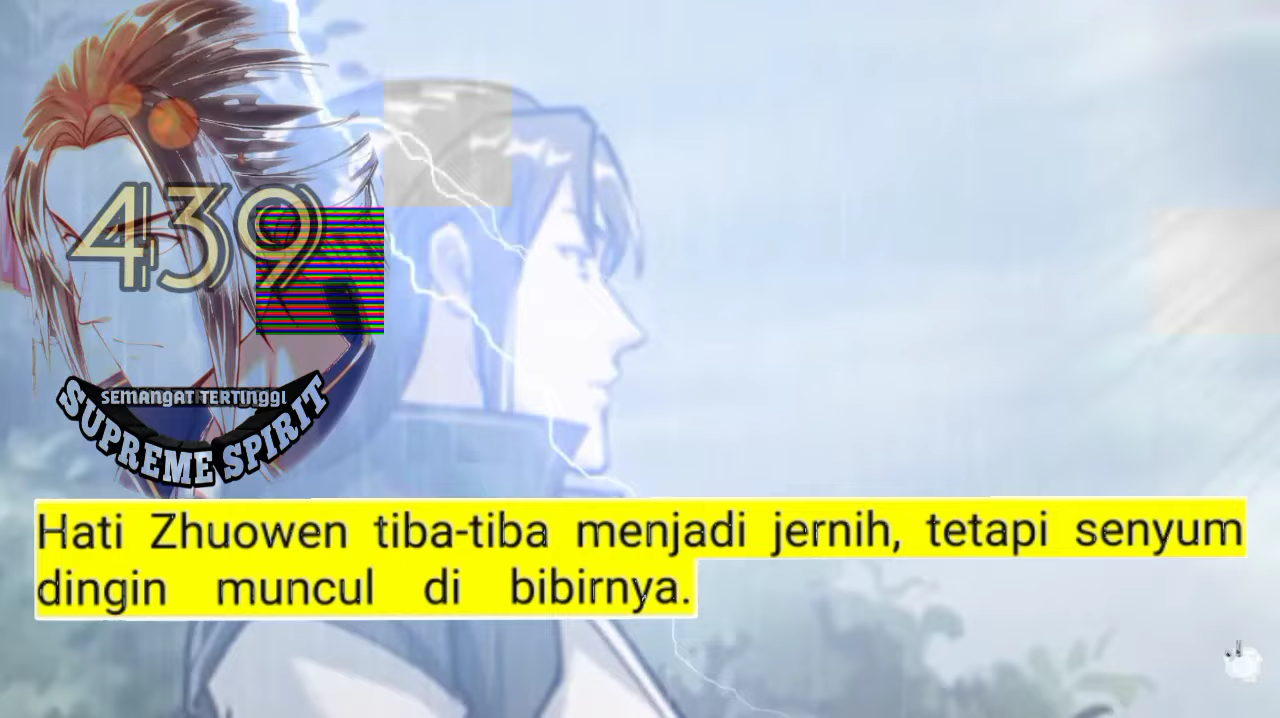 439
SEMANGAT TERTINGGI
SUPREME SPIRIT
Hati Zhuowen tiba-tiba menjadi jernih, tetapi senyum
dingin muncul di bibirnya.